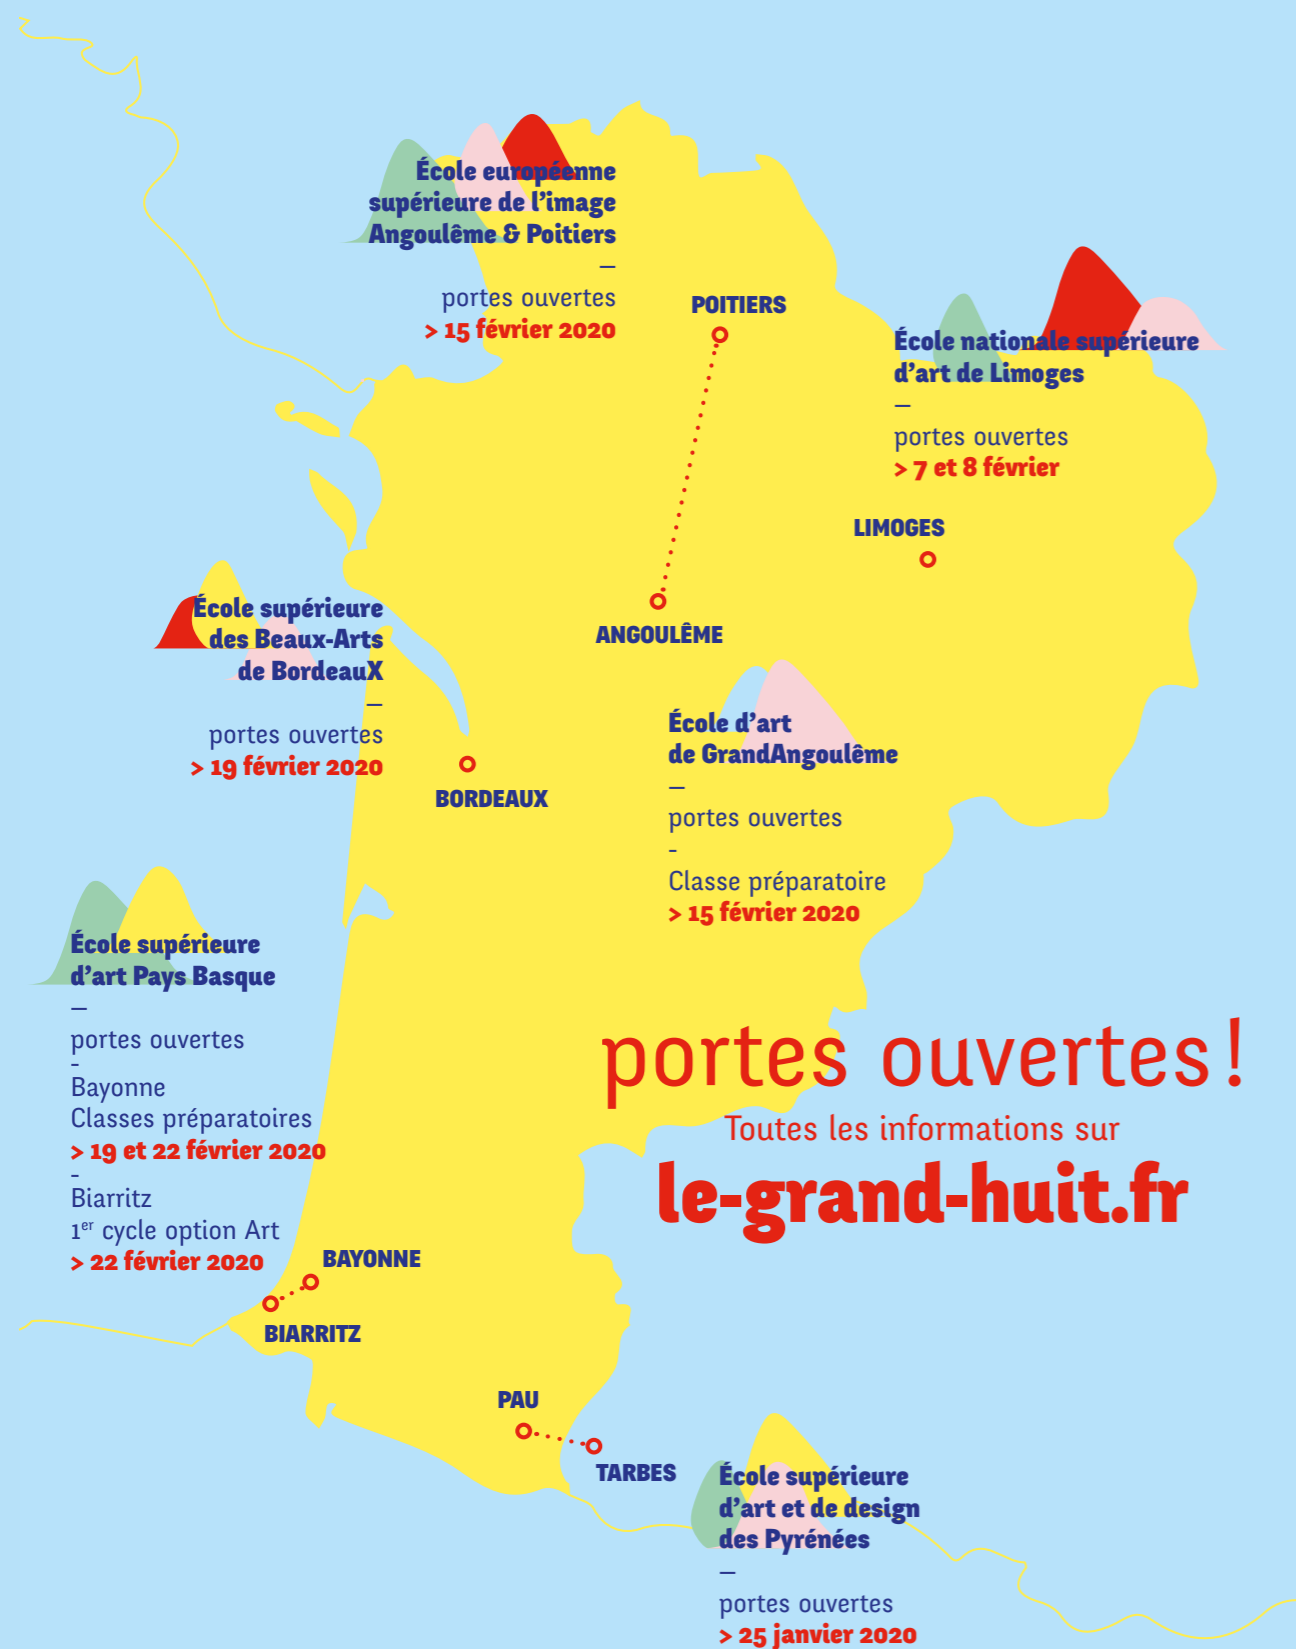 École européenne
supérieure de l’image
Angoulême & Poitiers
—
portes ouvertes
> 15 février 2020
POITIERS
École nationale supérieure
d’art de Limoges
—
portes ouvertes
> 7 et 8 février
LIMOGES
ANGOULÊME
École supérieure
des Beaux-Arts
de BordeauX
—
portes ouvertes
> 19 février 2020
BORDEAUX
École d’art
de GrandAngoulême
—
portes ouvertes
-
Classe préparatoire
> 15 février 2020
École supérieure
d’art Pays Basque
—
portes ouvertes
-
Bayonne
Classes préparatoires
> 19 et 22 février 2020
-
Biarritz
1er cycle option Art
> 22 février 2020
portes ouvertes !
Toutes les informations sur
le-grand-huit.fr
BAYONNE
BIARRITZ
PAU
TARBES
École supérieure
d’art et de design
des Pyrénées
—
portes ouvertes
> 25 janvier 2020